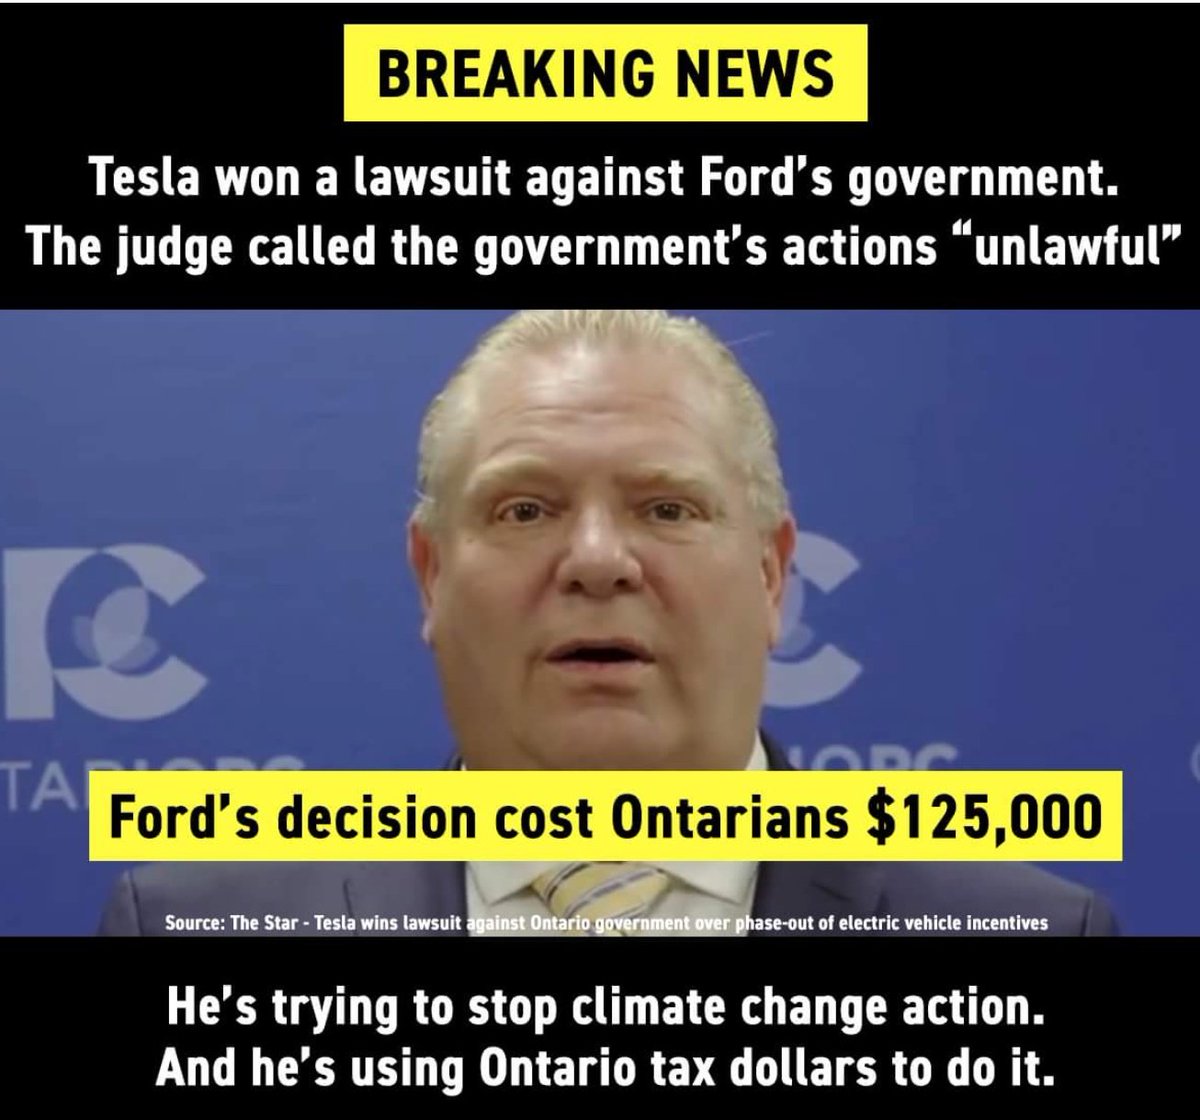 BREAKING NEWS
Tesla won a lawsuit against Ford's government.
The judge called the government's actions “unlawful”
Ford's decision cost Ontarians $125,000
Source: The Star - Tesla wins lawsuit against Ontario government over phase-out of electric vehicle incentives
He's trying to stop climate change action.
And he's using Ontario tax dollars to do it.